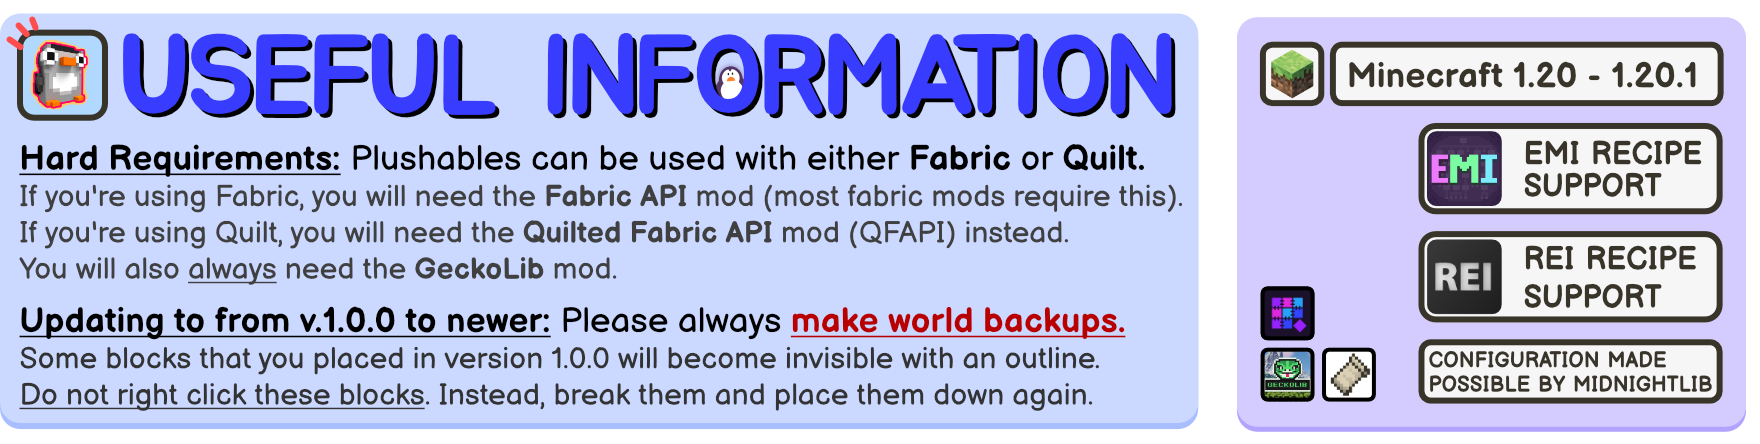 USEFUL INFORMATION
Hard Requirements: Plushables can be used with either Fabric or Quilt.
If you're using Fabric, you will need the Fabric API mod (most fabric mods require this).
If you're using Quilt, you will need the Quilted Fabric API mod (QFAPI) instead.
You will also always need the GeckoLib mod.
Updating to from v.1.0.0 to newer: Please always make world backups.
Some blocks that you placed in version 1.0.0 will become invisible with an outline.
Do not right click these blocks. Instead, break them and place them down again.
Minecraft 1.20 - 1.20.1
EMI
EMI RECIPE
SUPPORT
REI
REI RECIPE
SUPPORT
GECKOLIB
CONFIGURATION MADE
POSSIBLE BY MIDNIGHTLIB